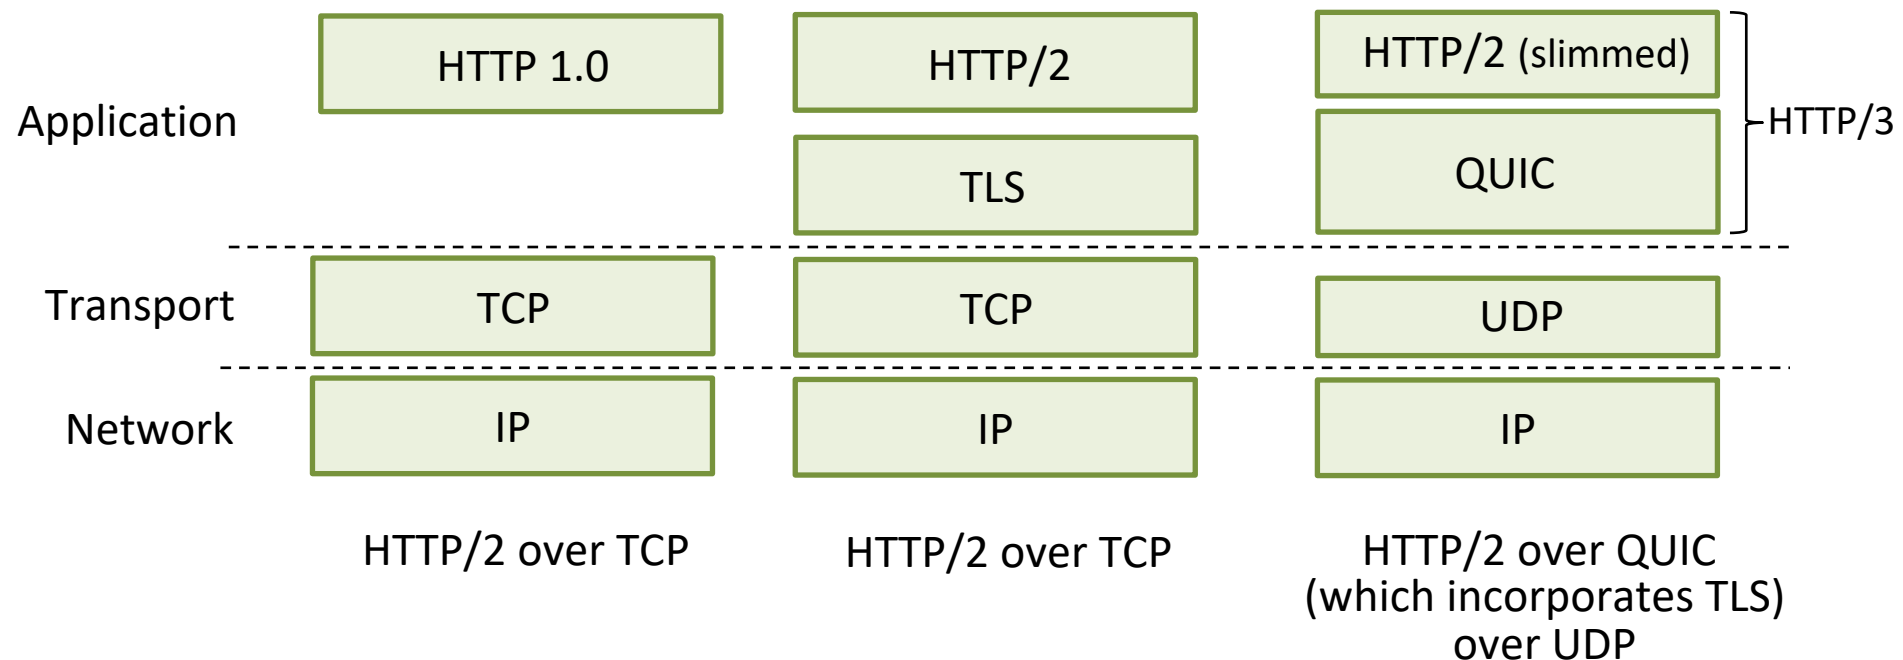 HTTP 1.0
HTTP/2
HTTP/2 (slimmed)
Application
HTTP/3
TLS
QUIC
Transport
TCP
TCP
UDP
Network
IP
IP
IP
HTTP/2 over TCP
HTTP/2 over TCP
HTTP/2 over QUIC
(which incorporates TLS)
over UDP